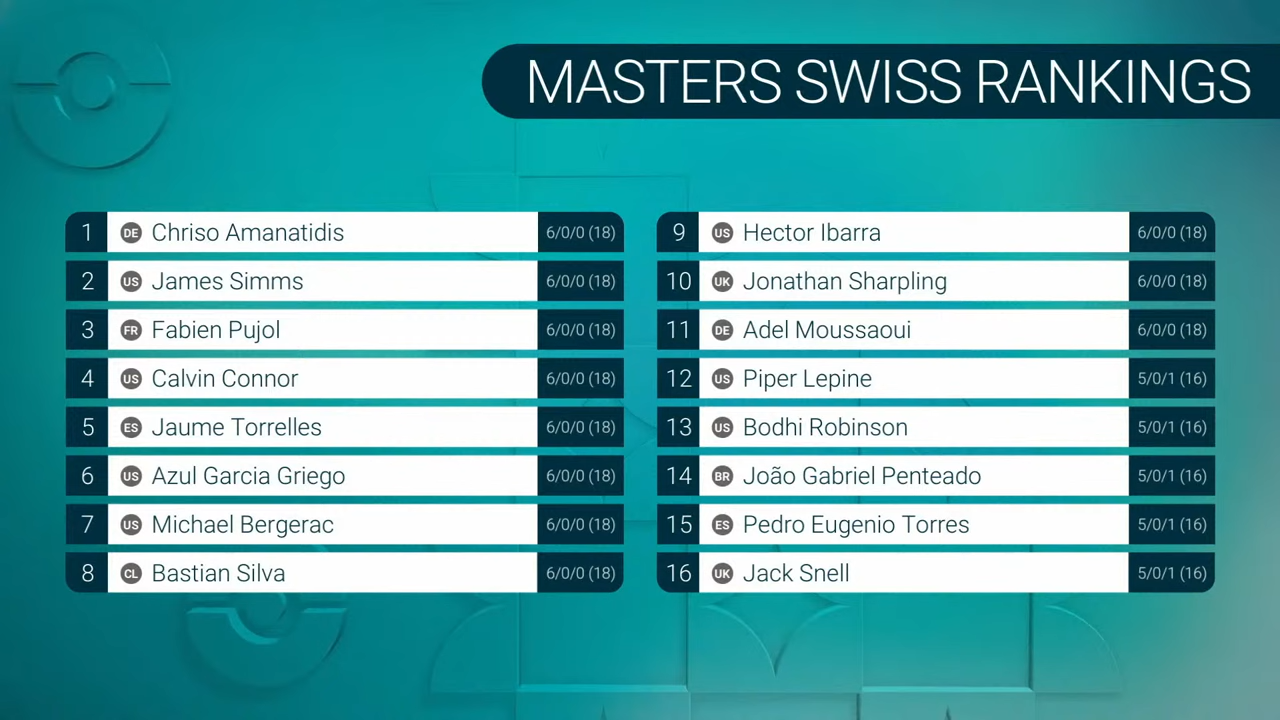 MASTERS SWISS RANKINGS
1 DE Chriso Amanatidis 6/0/0 (18)
2 US James Simms 6/0/0 (18)
3 FR Fabien Pujol 6/0/0 (18)
4 US Calvin Connor 6/0/0 (18)
5 ES Jaume Torrelles 6/0/0 (18)
6 US Azul Garcia Griego 6/0/0 (18)
7 US Michael Bergerac 6/0/0 (18)
8 CL Bastian Silva 6/0/0 (18)
9 US Hector Ibarra 6/0/0 (18)
10 UK Jonathan Sharpling 6/0/0 (18)
11 DE Adel Moussaoui 6/0/0 (18)
12 US Piper Lepine 5/0/1 (16)
13 US Bodhi Robinson 5/0/1 (16)
14 BR João Gabriel Penteado 5/0/1 (16)
15 ES Pedro Eugenio Torres 5/0/1 (16)
16 UK Jack Snell 5/0/1 (16)